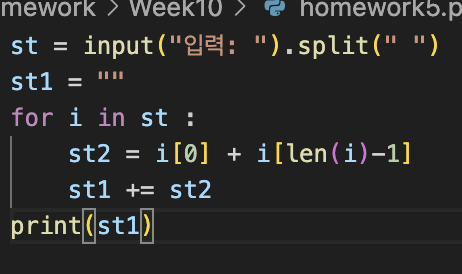 mework > Week10 > homework5.p
st = input("입력: ").split(" ")
st1 = ""
for i in st :
    st2 = i[0] + i[len(i)-1]
    st1 += st2
print(st1)